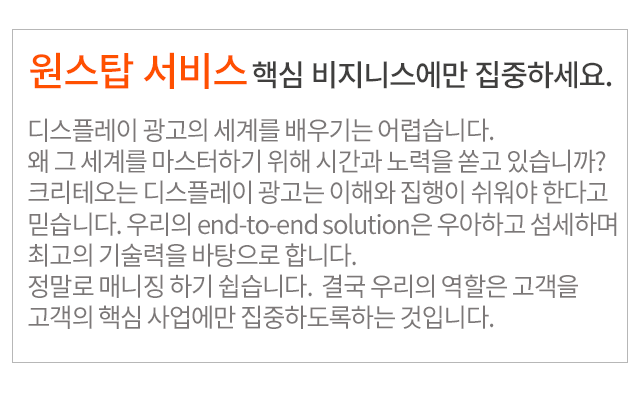 원스탑 서비스 핵심 비지니스에만 집중하세요.
디스플레이 광고의 세계를 배우기는 어렵습니다.
왜 그 세계를 마스터하기 위해 시간과 노력을 쏟고 있습니까?
크리테오는 디스플레이 광고는 이해와 집행이 쉬워야 한다고
믿습니다. 우리의 end-to-end solution은 우아하고 섬세하며
최고의 기술력을 바탕으로 합니다.
정말로 매니징 하기 쉽습니다. 결국 우리의 역할은 고객을
고객의 핵심 사업에만 집중하도록하는 것입니다.